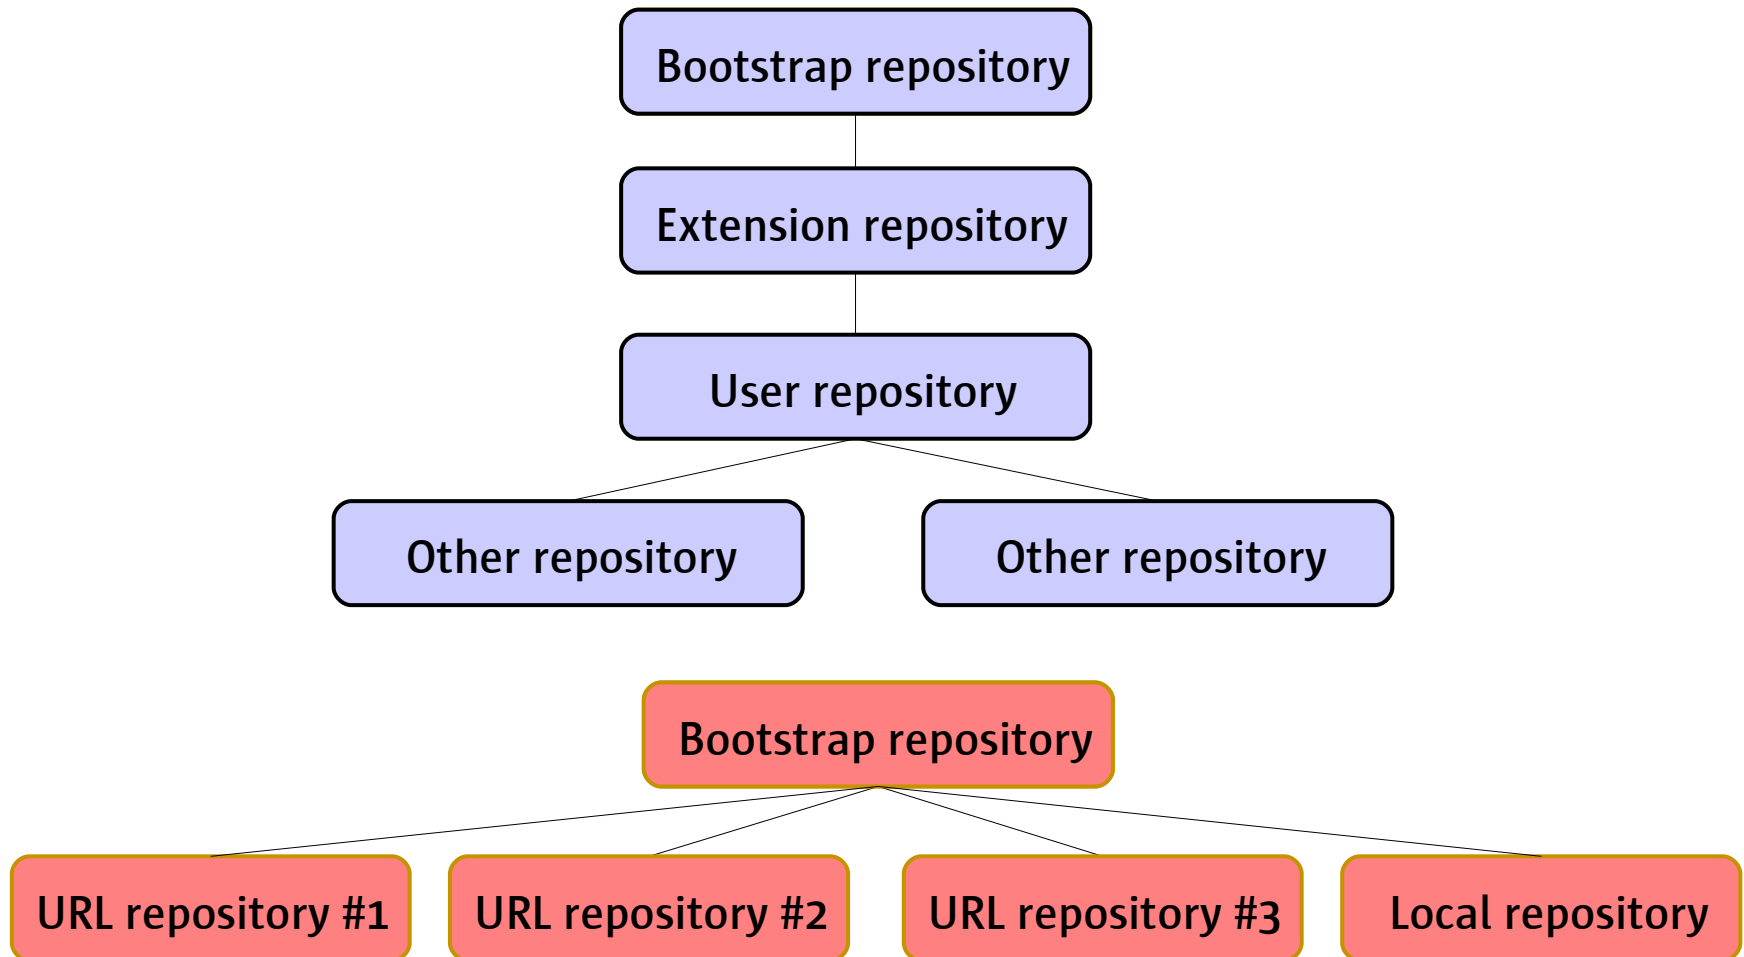 Bootstrap repository
Extension repository
User repository
Other repository
Other repository
Bootstrap repository
URL repository #1
URL repository #2
URL repository #3
Local repository